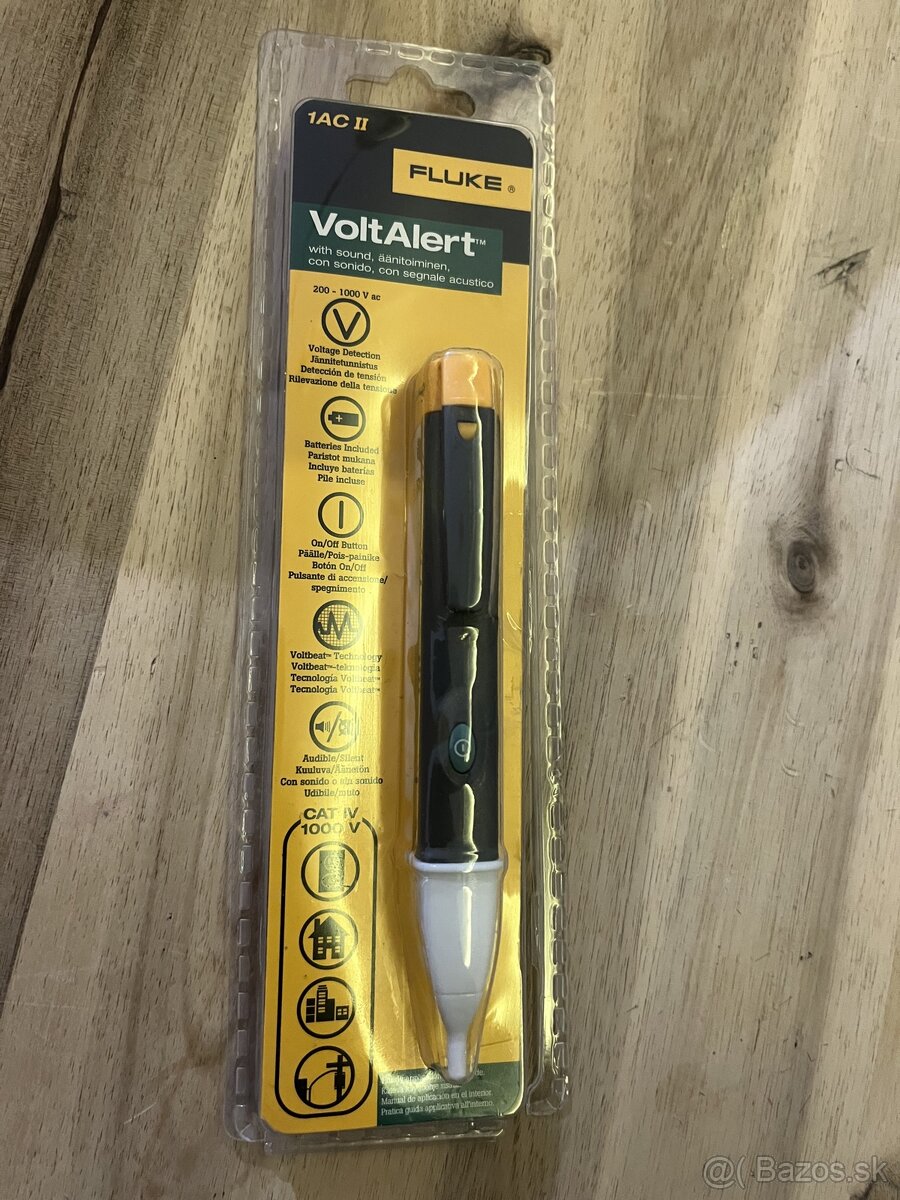 1AC II
FLUKE ®
VoltAlert™
with sound, äänitoiminen,
con sonido, con segnale acustico
200 - 1000 V ac
V
Voltage Detection
Jännitetunnistus
Detección de tensión
Rilevazione della tensione
Batteries Included
Paristot mukana
Incluye baterías
Pile incluse
On/Off Button
Päälle/Pois-painike
Botón On/Off
Pulsante di accensione/
spegnimento
Voltbeat™ Technology
Voltbeat™-teknologia
Tecnología Voltbeat™
Tecnologia Voltbeat™
Audible/Silent
Kuuluva/Äänetön
Con sonido o sin sonido
Udibile/muto
CAT IV
1000 V
Manual de aplicación en el interior.
Pratica guida applicativa all'interno.
@( Bazos.sk